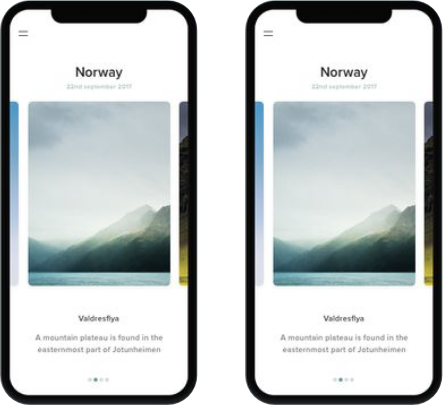 Norway
22nd september 2017
Valdresflya
A mountain plateau is found in the
easternmost part of Jotunheimen
Norway
22nd september 2017
Valdresflya
A mountain plateau is found in the
easternmost part of Jotunheimen